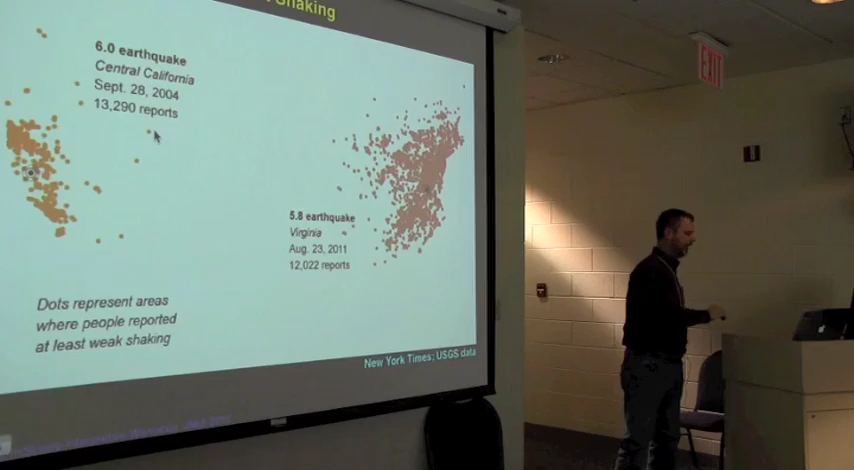 Shaking
6.0 earthquake
Central California
Sept. 28, 2004
13,290 reports
5.8 earthquake
Virginia
Aug. 23, 2011
12,022 reports
Dots represent areas
where people reported
at least weak shaking
New York Times; USGS data
EXIT